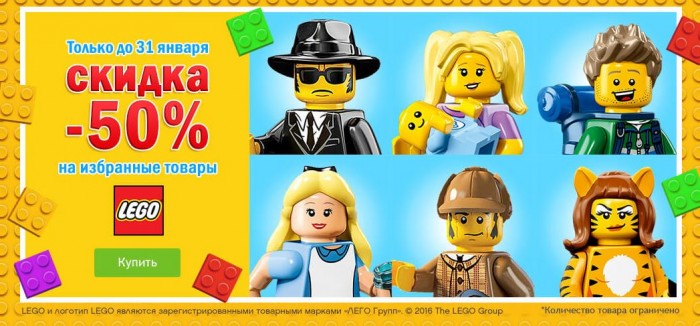 Только до 31 января
скидка
-50%
на избранные товары
LEGO
Купить
LEGO и логотип LEGO являются зарегистрированными товарными марками «ЛЕГО Групп». © 2016 The LEGO Group
*Количество товара ограничено